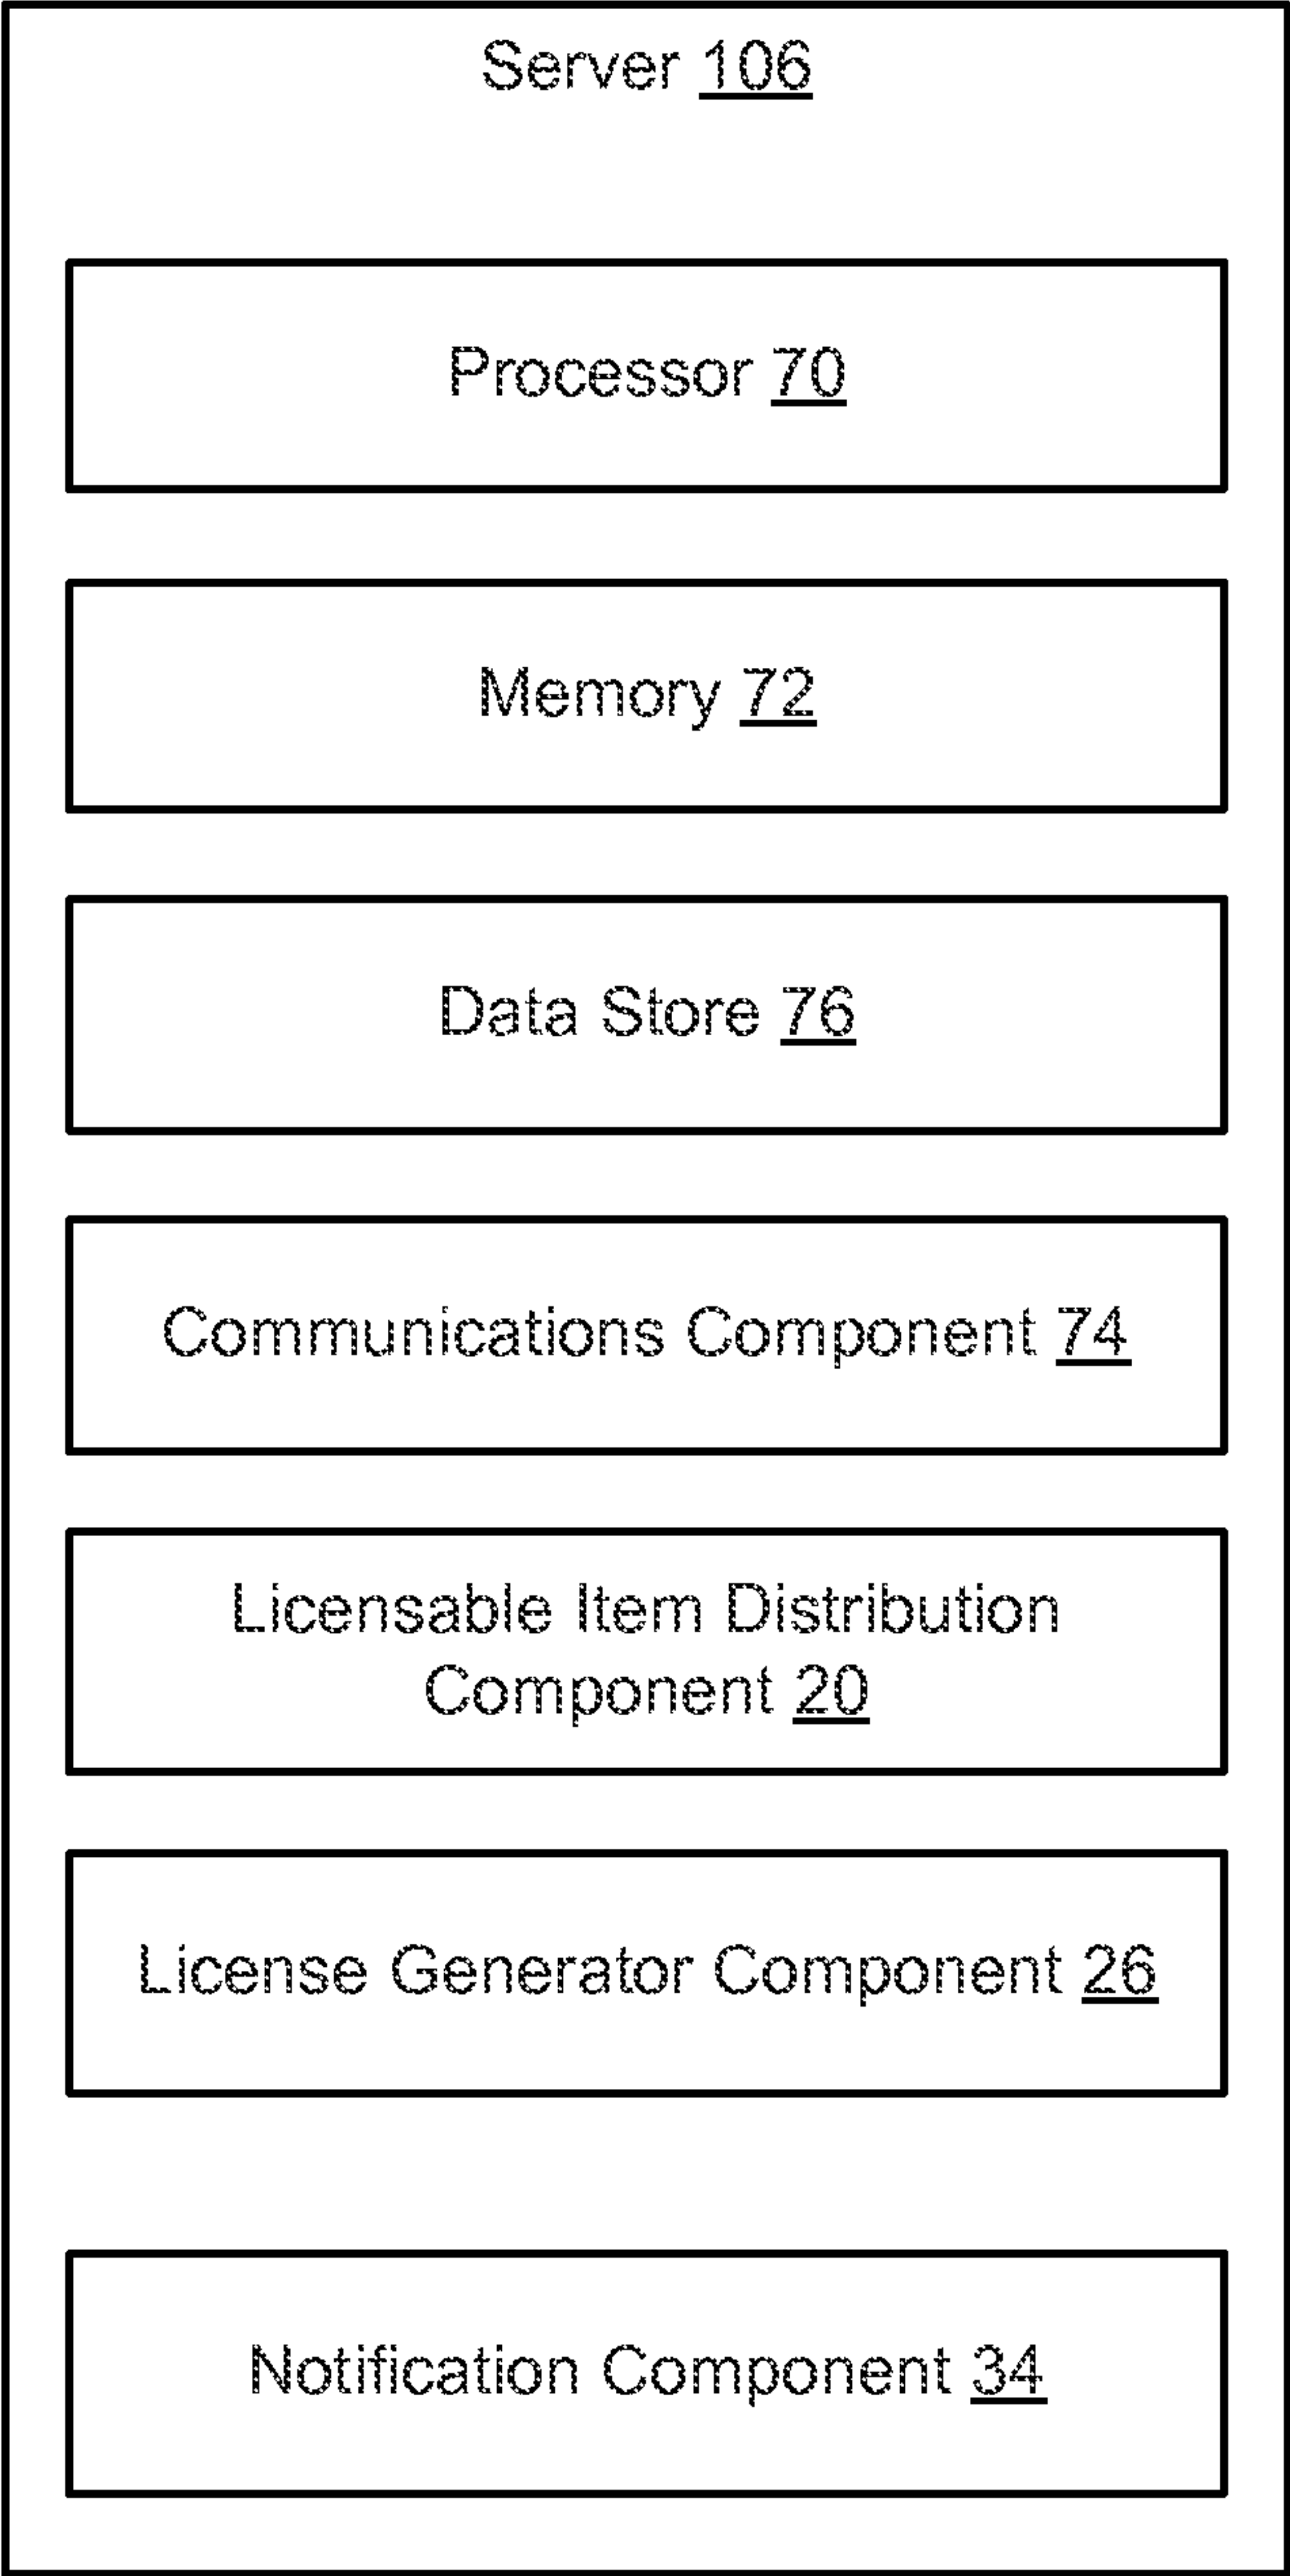 Server 106
Processor 70
Memory 72
Data Store 76
Communications Component 74
Licensable Item Distribution
Component 20
License Generator Component 26
Notification Component 34